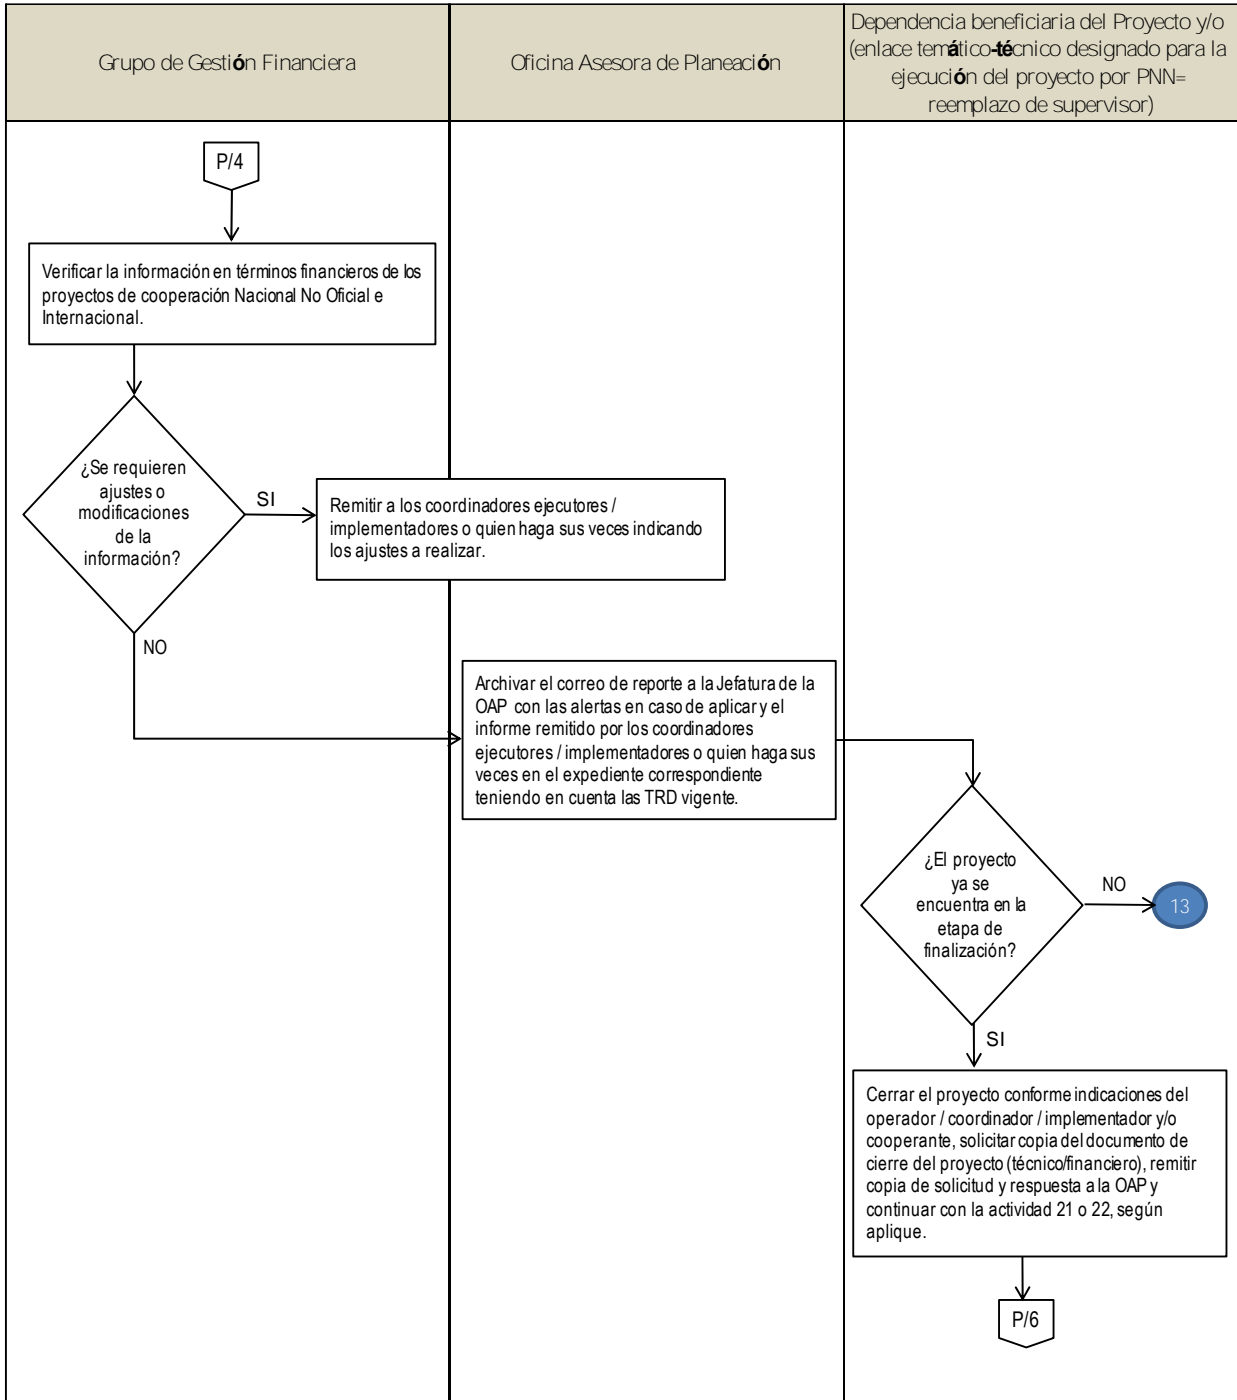 Grupo de Gestión Financiera
Oficina Asesora de Planeación
Dependencia beneficiaria del Proyecto y/o
(enlace temático-técnico designado para la
ejecución del proyecto por PNN=
reemplazo de supervisor)
P/4
Verificar la información en términos financieros de los
proyectos de cooperación Nacional No Oficial e
Internacional.
¿Se requieren
ajustes o
modificaciones
de la
información?
SI
Remitir a los coordinadores ejecutores /
implementadores o quien haga sus veces indicando
los ajustes a realizar.
NO
Archivar el correo de reporte a la Jefatura de la
OAP con las alertas en caso de aplicar y el
informe remitido por los coordinadores
ejecutores / implementadores o quien haga sus
veces en el expediente correspondiente
teniendo en cuenta las TRD vigente.
¿El proyecto
ya se
encuentra en la
etapa de
finalización?
NO
13
SI
Cerrar el proyecto conforme indicaciones del
operador / coordinador / implementador y/o
cooperante, solicitar copia del documento de
cierre del proyecto (técnico/financiero), remitir
copia de solicitud y respuesta a la OAP y
continuar con la actividad 21 o 22, según
aplique.
P/6